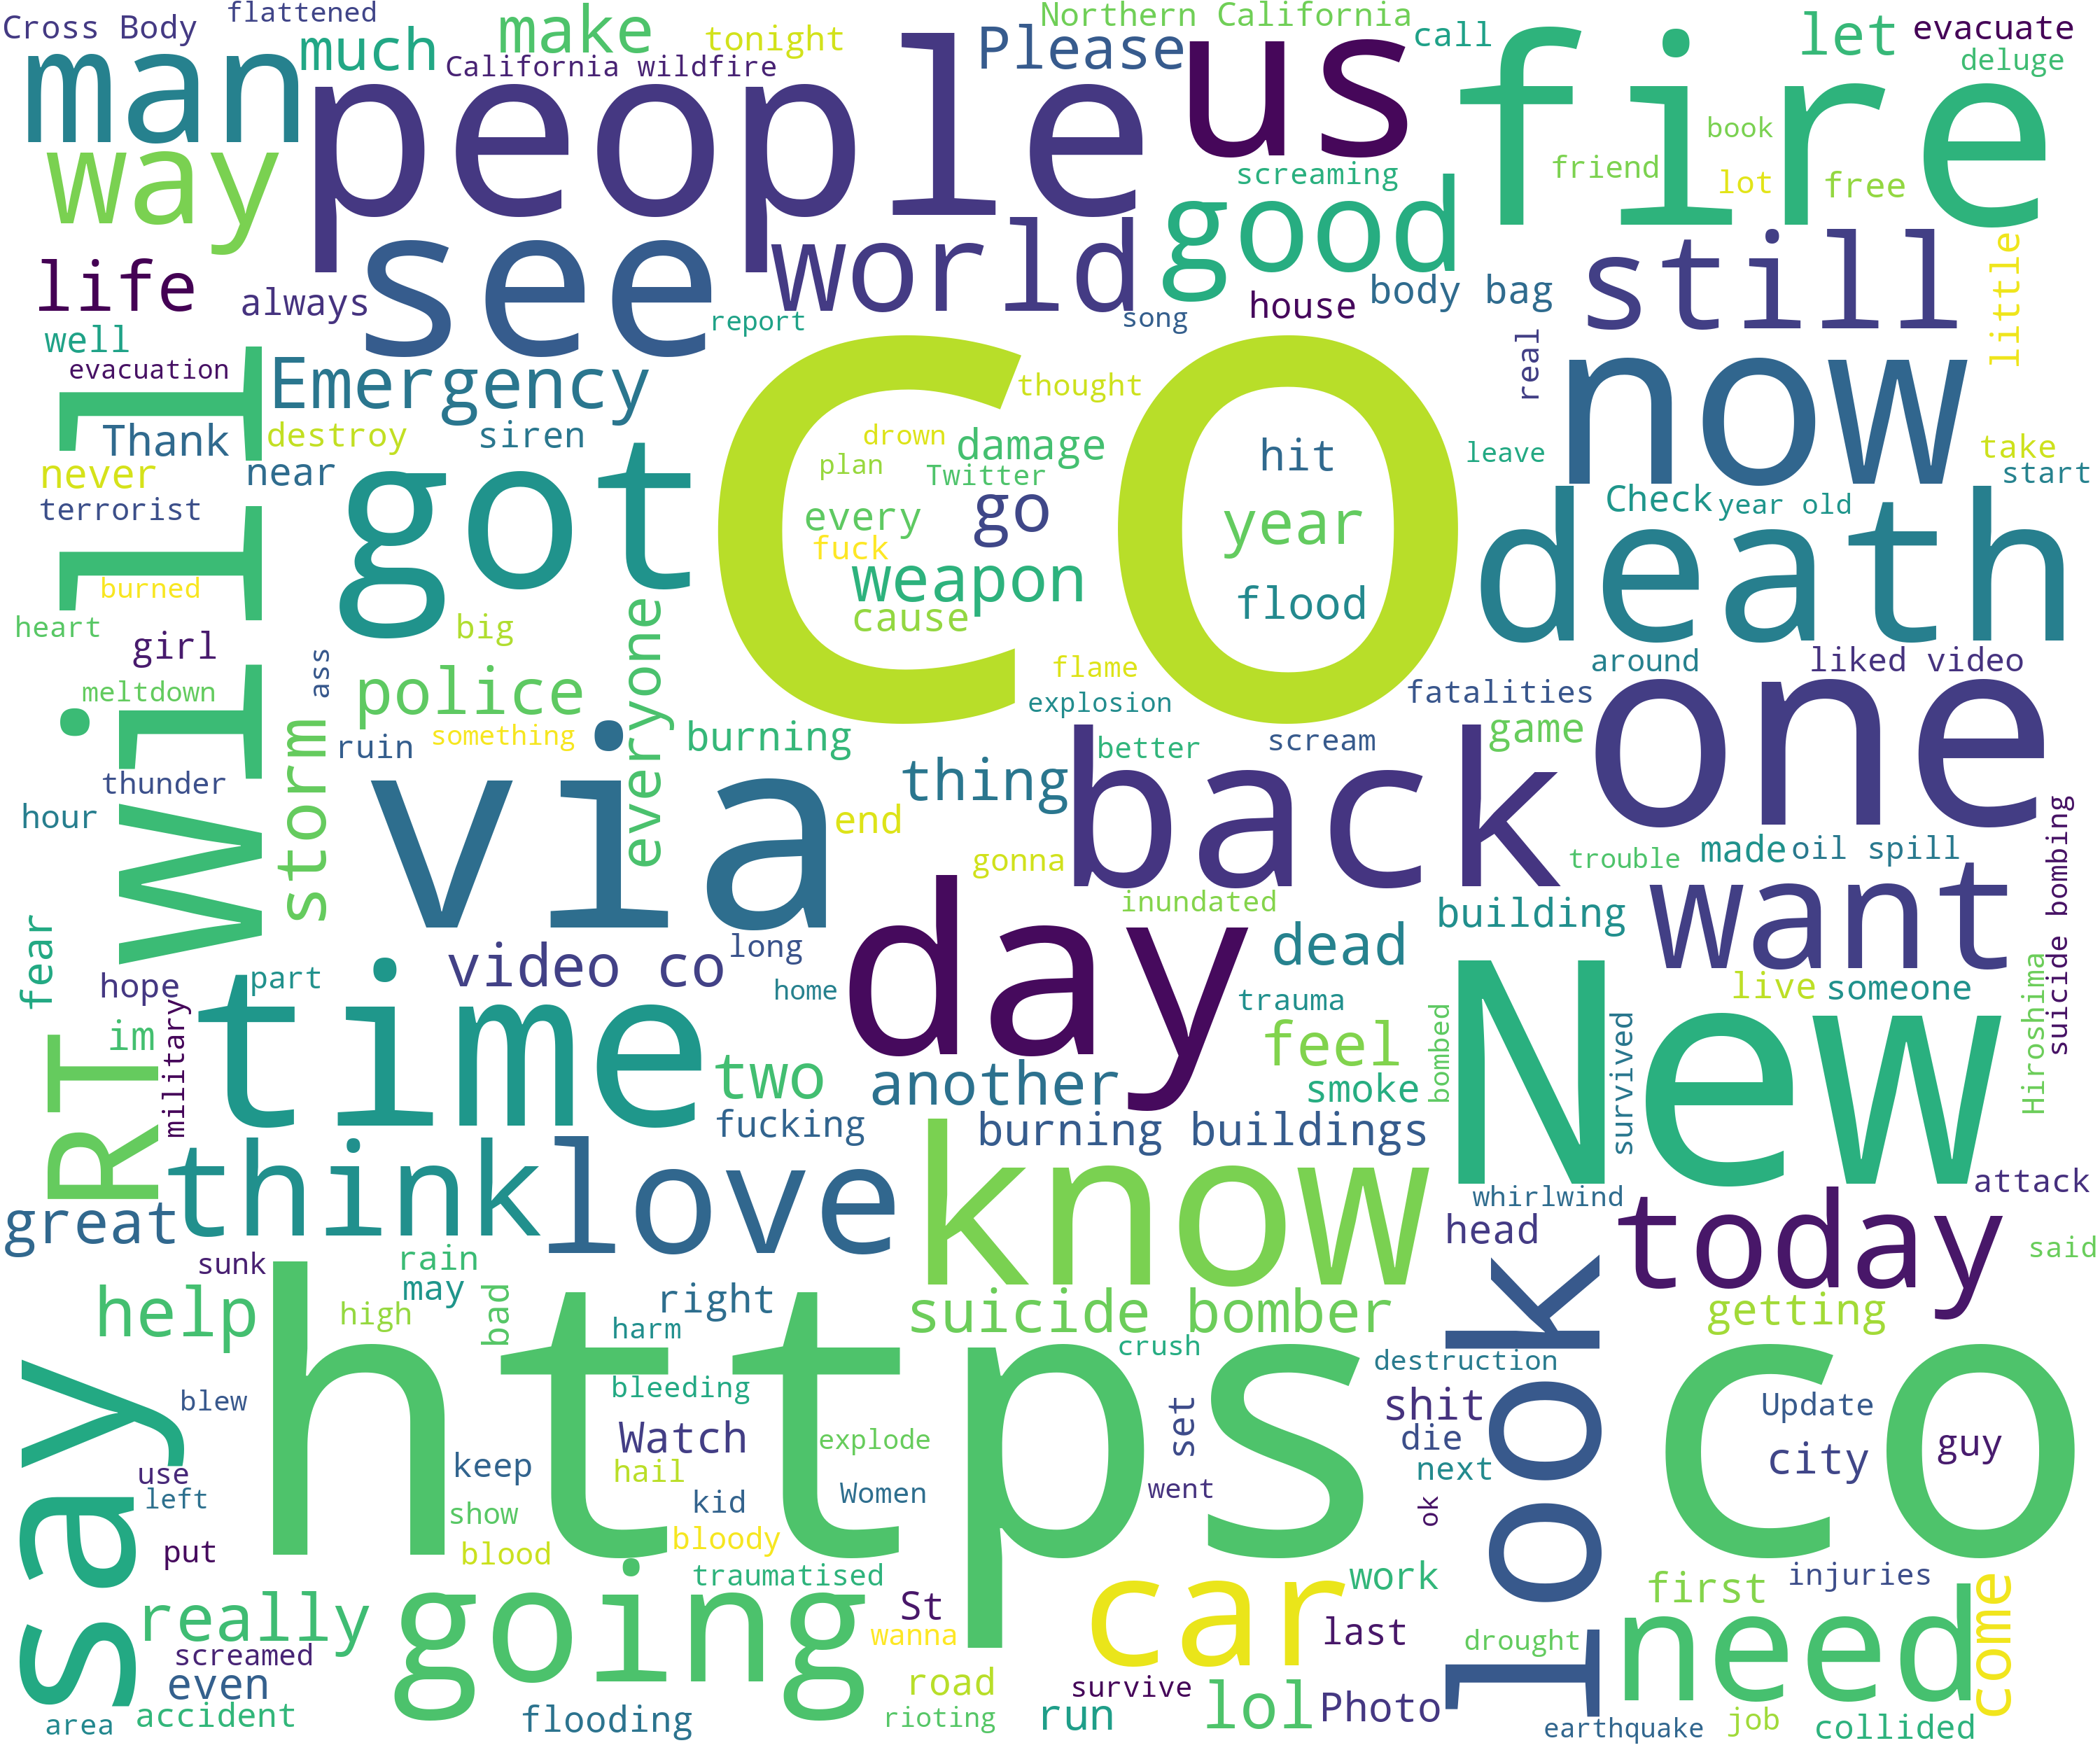 Cross Body
flattened
man
much
make
tonight
California wildfire
people
Please
Northern California
us
call
fire
let
evacuate
deluge
way
see
world
screaming
good
book
friend
lot
free
little
life
always
report
song
house
body bag
still
well
evacuation
Emergency
co
thought
real
now
Thank
destroy
siren
drown
damage
hit
leave
take
never
near
got
plan
Twitter
go
year
Check
year old
start
terrorist
every
fuck
weapon
flood
death
Will
burned
cause
heart
girl
big
everyone
flame
around
liked video
meltdown
ass
police
explosion
fatalities
one
storm
ruin
something
burning
better
scream
game
thunder
via
thing
back
hour
end
gonna
trouble
made
oil spill
suicide bombing
inundated
want
fear
video co
long
day
dead
building
hope
part
home
trauma
New
live
someone
Hiroshima
RT
im
military
time
two
another
feel
smoke
bombed
survived
fucking
burning buildings
great
think
love
know
whirlwind
attack
sunk
rain
may
head
today
said
help
high
bad
right
harm
suicide bomber
look
getting
say
https
crush
destruction
co
blew
bleeding
set
shit
Update
Watch
explode
die
city
guy
use
keep
hail
next
left
show
kid
Women
went
ok
put
blood
bloody
really
going
traumatised
St
wanna
car
work
first
injuries
come
screamed
last
drought
need
even
road
survive
area
accident
flooding
rioting
run
lol
Photo
earthquake
job
collided